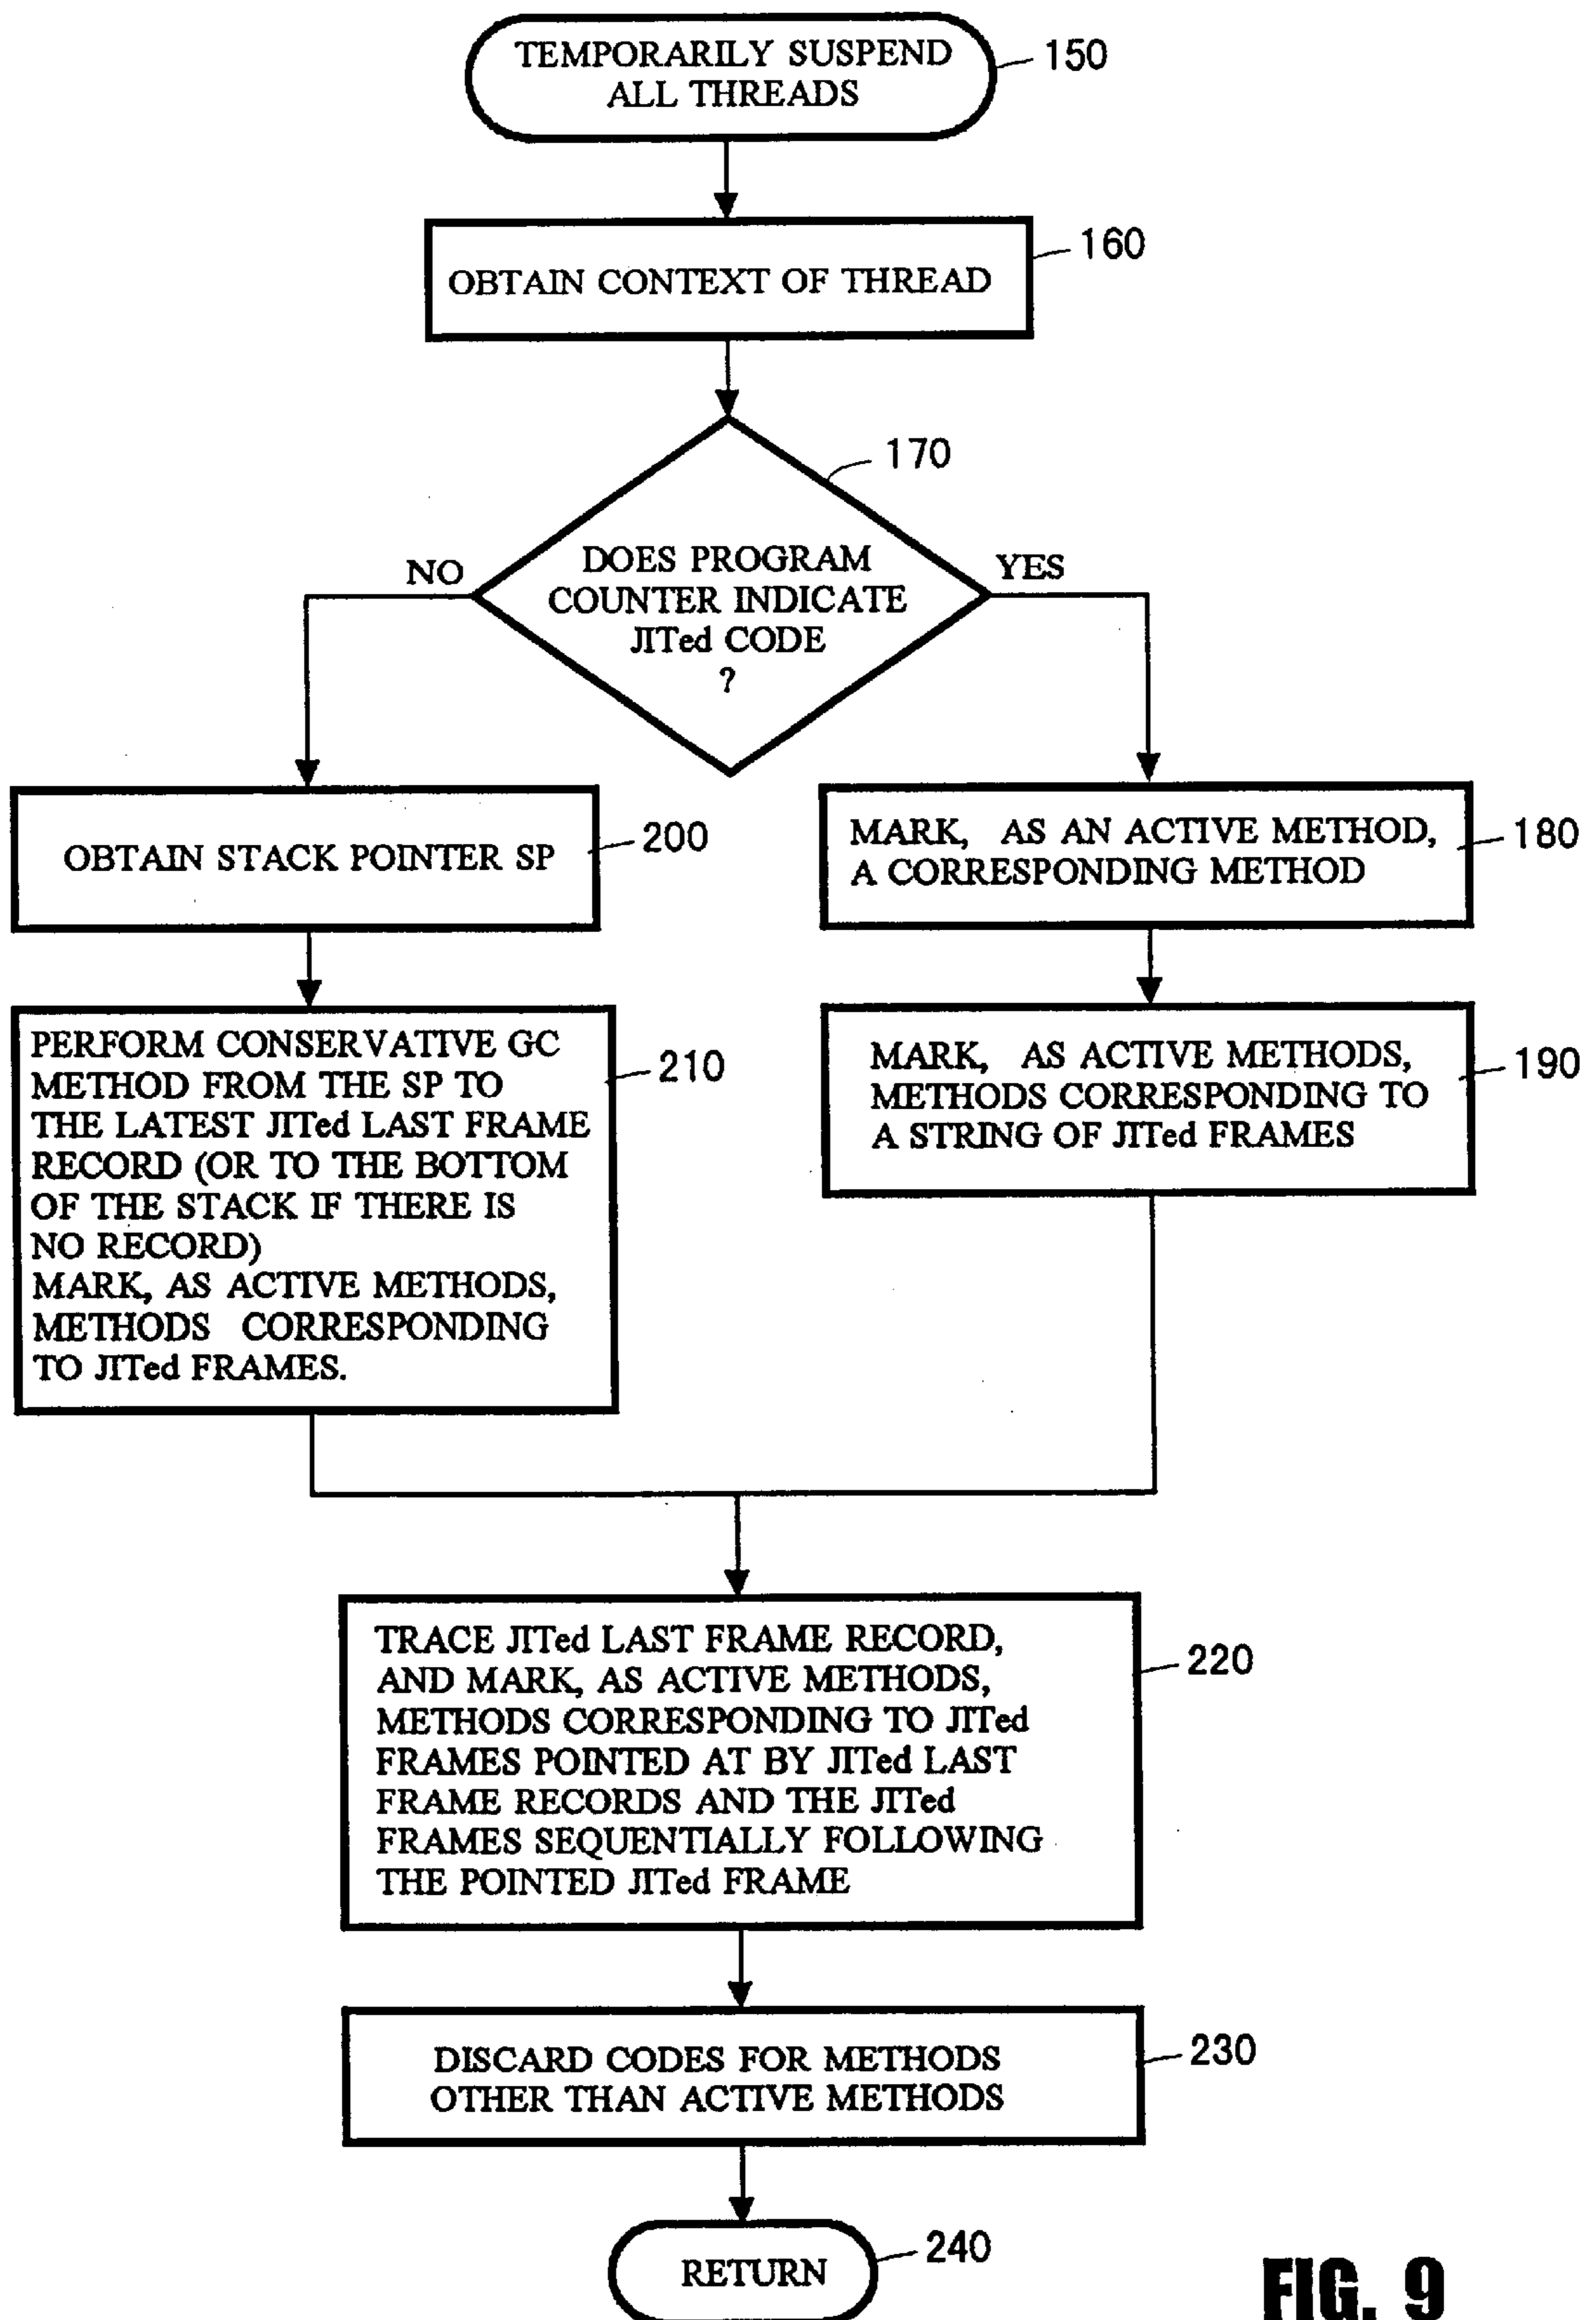 TEMPORARILY SUSPEND
ALL THREADS
150
OBTAIN CONTEXT OF THREAD
160
170
DOES PROGRAM
COUNTER INDICATE
JITed CODE
?
NO
YES
OBTAIN STACK POINTER SP
200
MARK, AS AN ACTIVE METHOD,
A CORRESPONDING METHOD
180
PERFORM CONSERVATIVE GC
METHOD FROM THE SP TO
THE LATEST JITed LAST FRAME
RECORD (OR TO THE BOTTOM
OF THE STACK IF THERE IS
NO RECORD)
MARK, AS ACTIVE METHODS,
METHODS CORRESPONDING
TO JITed FRAMES.
210
MARK, AS ACTIVE METHODS,
METHODS CORRESPONDING TO
A STRING OF JITed FRAMES
190
TRACE JITed LAST FRAME RECORD,
AND MARK, AS ACTIVE METHODS,
METHODS CORRESPONDING TO JITed
FRAMES POINTED AT BY JITed LAST
FRAME RECORDS AND THE JITed
FRAMES SEQUENTIALLY FOLLOWING
THE POINTED JITed FRAME
220
DISCARD CODES FOR METHODS
OTHER THAN ACTIVE METHODS
230
RETURN
240
FIG. 9